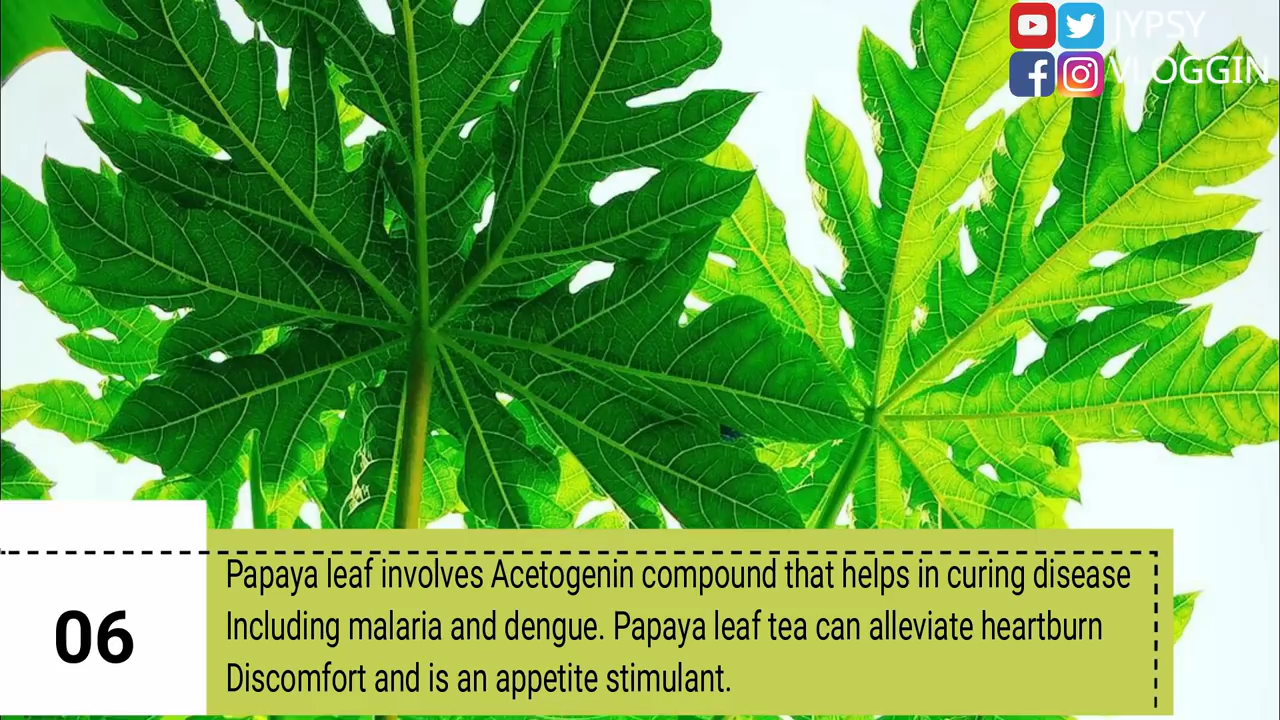 JYPSY
VLOGGIN
06
Papaya leaf involves Acetogenin compound that helps in curing disease
Including malaria and dengue. Papaya leaf tea can alleviate heartburn
Discomfort and is an appetite stimulant.